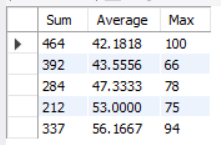 Sum Average Max
464 42.1818 100
392 43.5556 66
284 47.3333 78
212 53.0000 75
337 56.1667 94